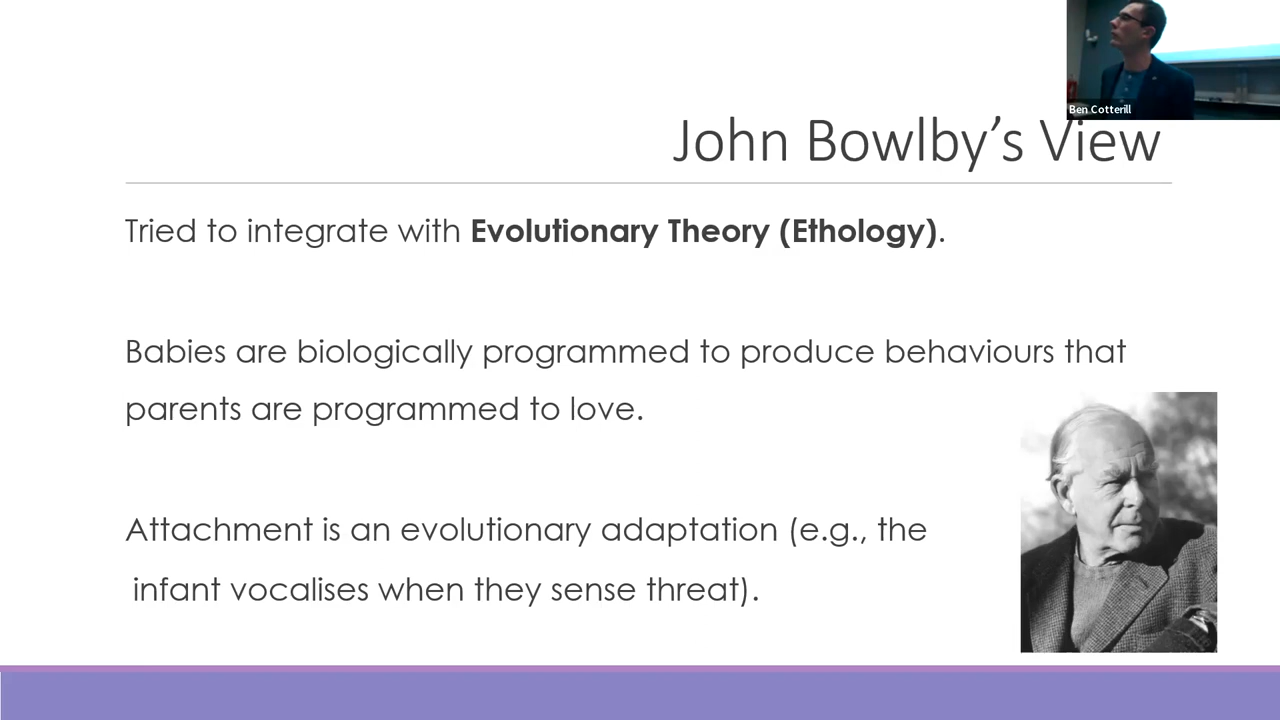 Ben Cotterill
John Bowlby’s View
Tried to integrate with Evolutionary Theory (Ethology).
Babies are biologically programmed to produce behaviours that
parents are programmed to love.
Attachment is an evolutionary adaptation (e.g., the
infant vocalises when they sense threat).